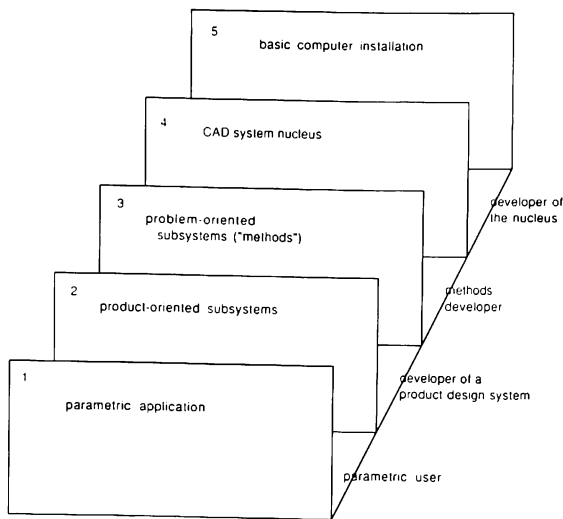 5
basic computer installation
4
CAD system nucleus
3
problem-oriented
subsystems ("methods")
2
product-oriented subsystems
1
parametric application
developer of
the nucleus
methods
developer
developer of a
product design system
parametric user